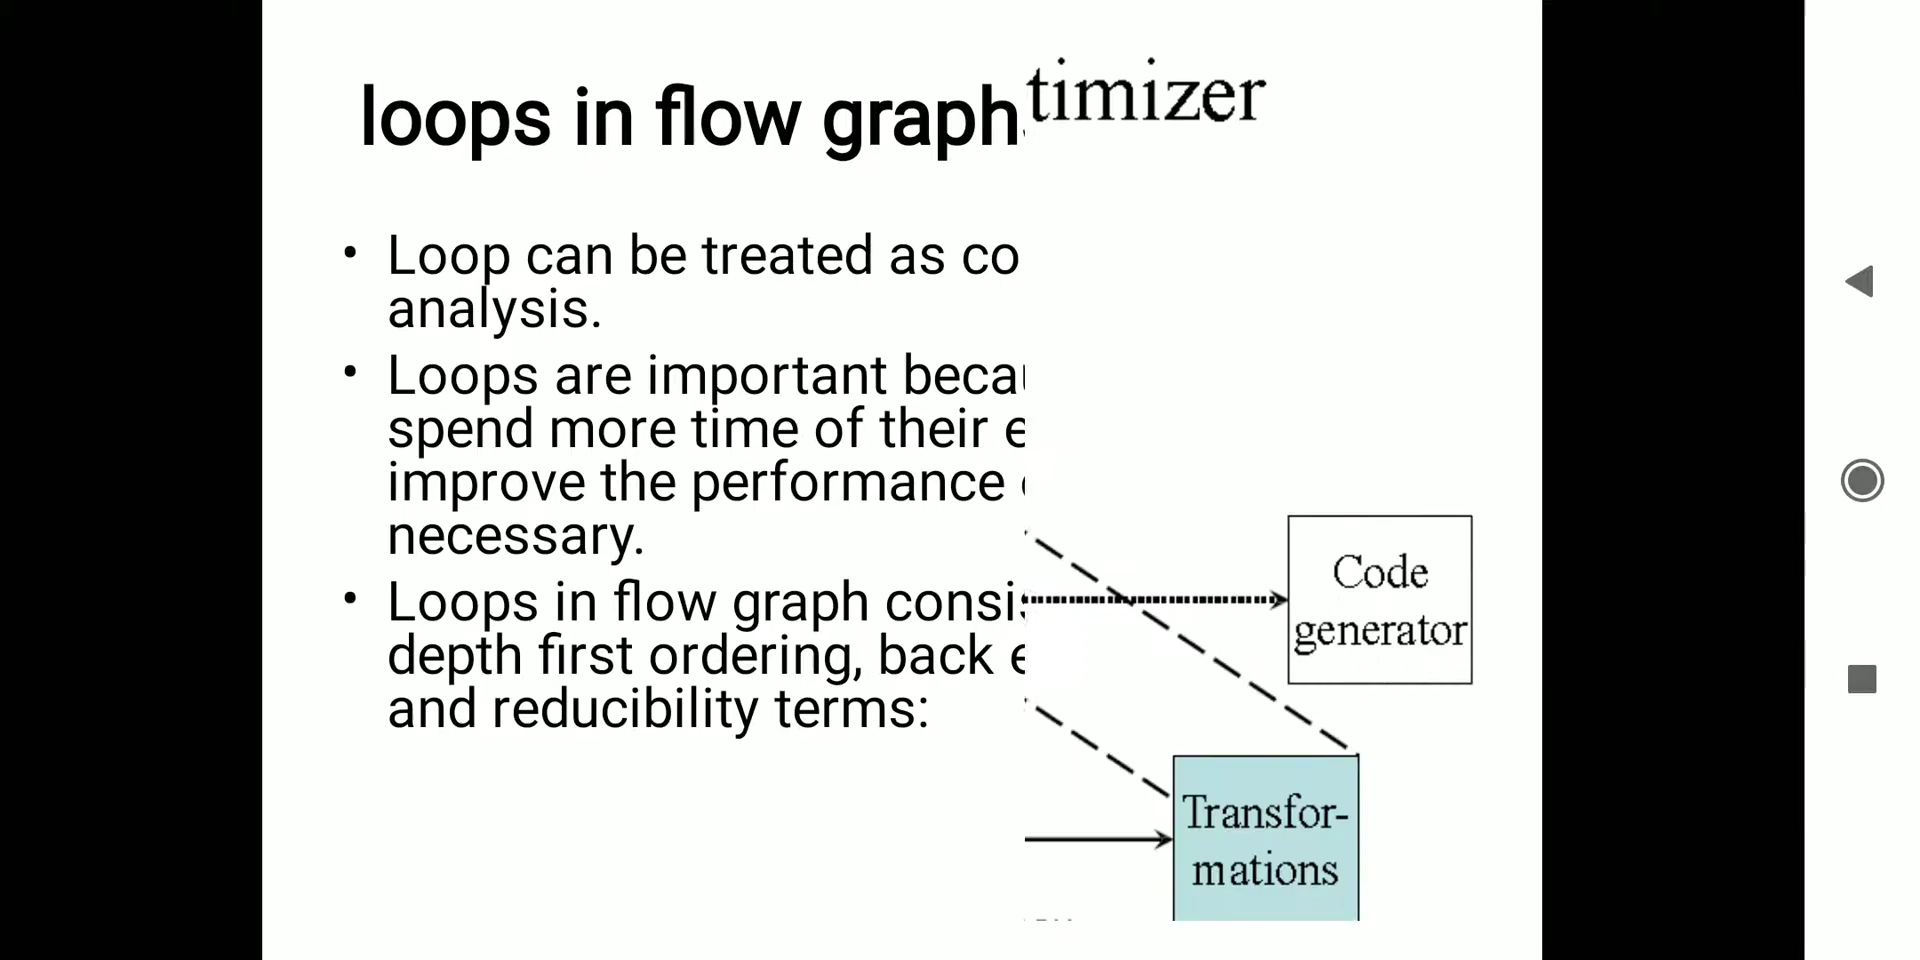 loops in flow graph
timizer
Loop can be treated as co
analysis.
Loops are important beca
spend more time of their
improve the performance
necessary.
Loops in flow graph consi
depth first ordering, back
and reducibility terms:
Code
generator
Transfor-
mations